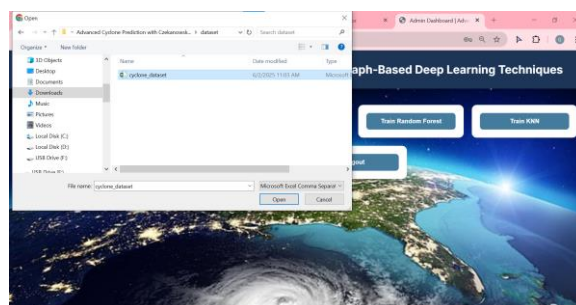 Open
Advanced Cyclone Prediction with Czekanowsk... > dataset
Search dataset
Organize
New folder
Name
Date modified
Type
3D Objects
Desktop
Documents
Downloads
Music
Pictures
Videos
Local Disk (C:)
Local Disk (D:)
USB Drive (F:)
USB Drive (F:)
cyclone_dataset
6/2/2025 11:03 AM
Microsoft
File name:
cyclone_dataset
Microsoft Excel Comma Separat
Open
Cancel
Admin Dashboard | Adv
aph-Based Deep Learning Techniques
Train Random Forest
Train KNN
gout